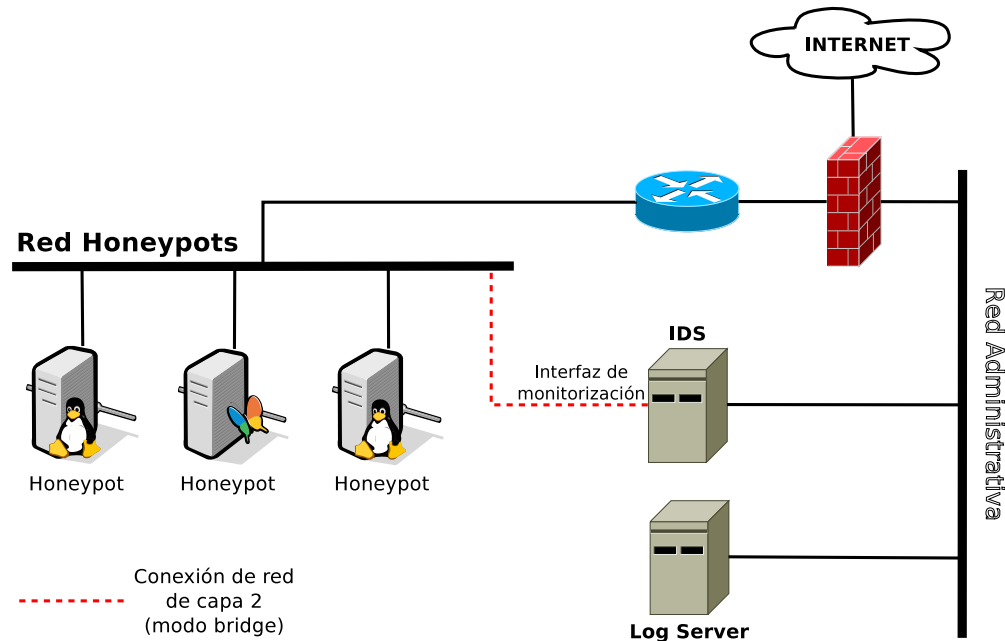 INTERNET
Red Honeypots
Red Administrativa
IDS
Interfaz de
monitorización
Honeypot
Honeypot
Honeypot
Conexión de red
de capa 2
(modo bridge)
Log Server